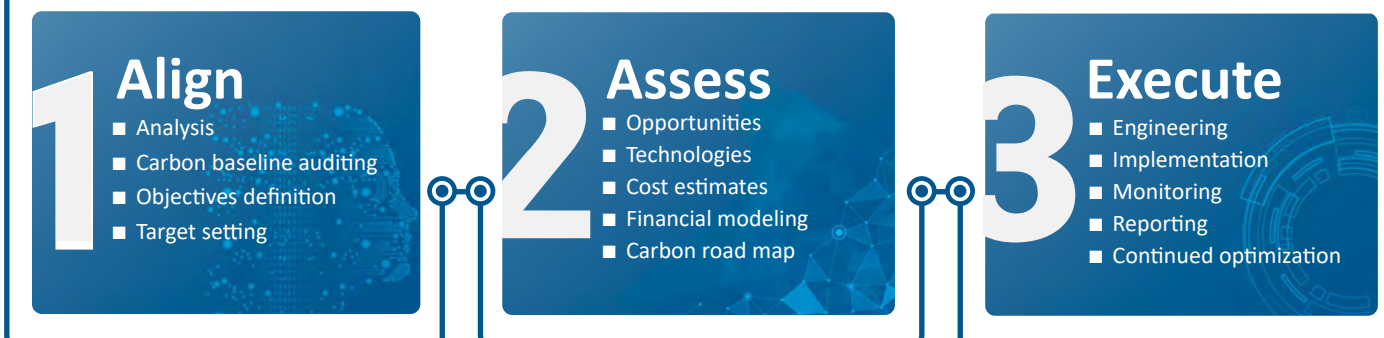 1
Align
■ Analysis
■ Carbon baseline auditing
■ Objectives definition
■ Target setting
2
Assess
■ Opportunities
■ Technologies
■ Cost estimates
■ Financial modeling
■ Carbon road map
3
Execute
■ Engineering
■ Implementation
■ Monitoring
■ Reporting
■ Continued optimization